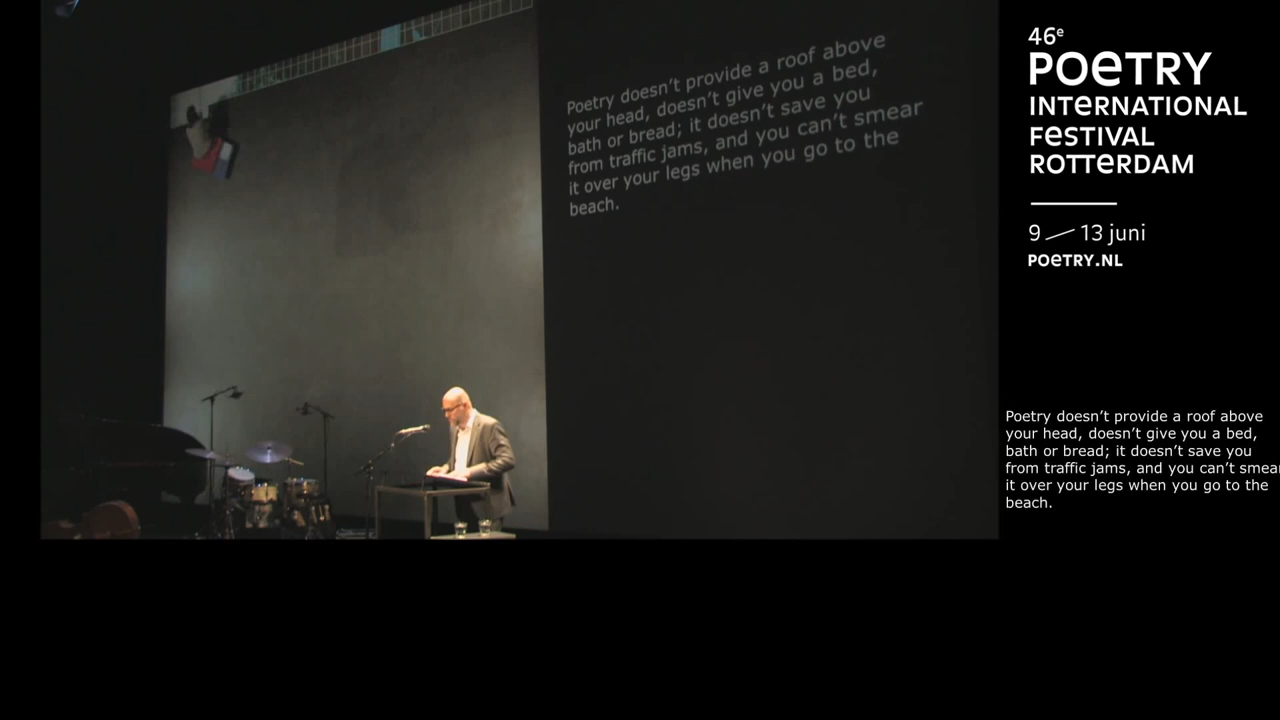 Poetry doesn't provide a roof above
your head, doesn't give you a bed,
bath or bread; it doesn't save you
from traffic jams, and you can't smear
it over your legs when you go to the
beach.
46e
POeTRY
INTeRNATIONAL
FeSTIVAL
ROTTeRDAM
9 — 13 juni
POeTRY.NL
Poetry doesn't provide a roof above
your head, doesn't give you a bed,
bath or bread; it doesn't save you
from traffic jams, and you can't smear
it over your legs when you go to the
beach.